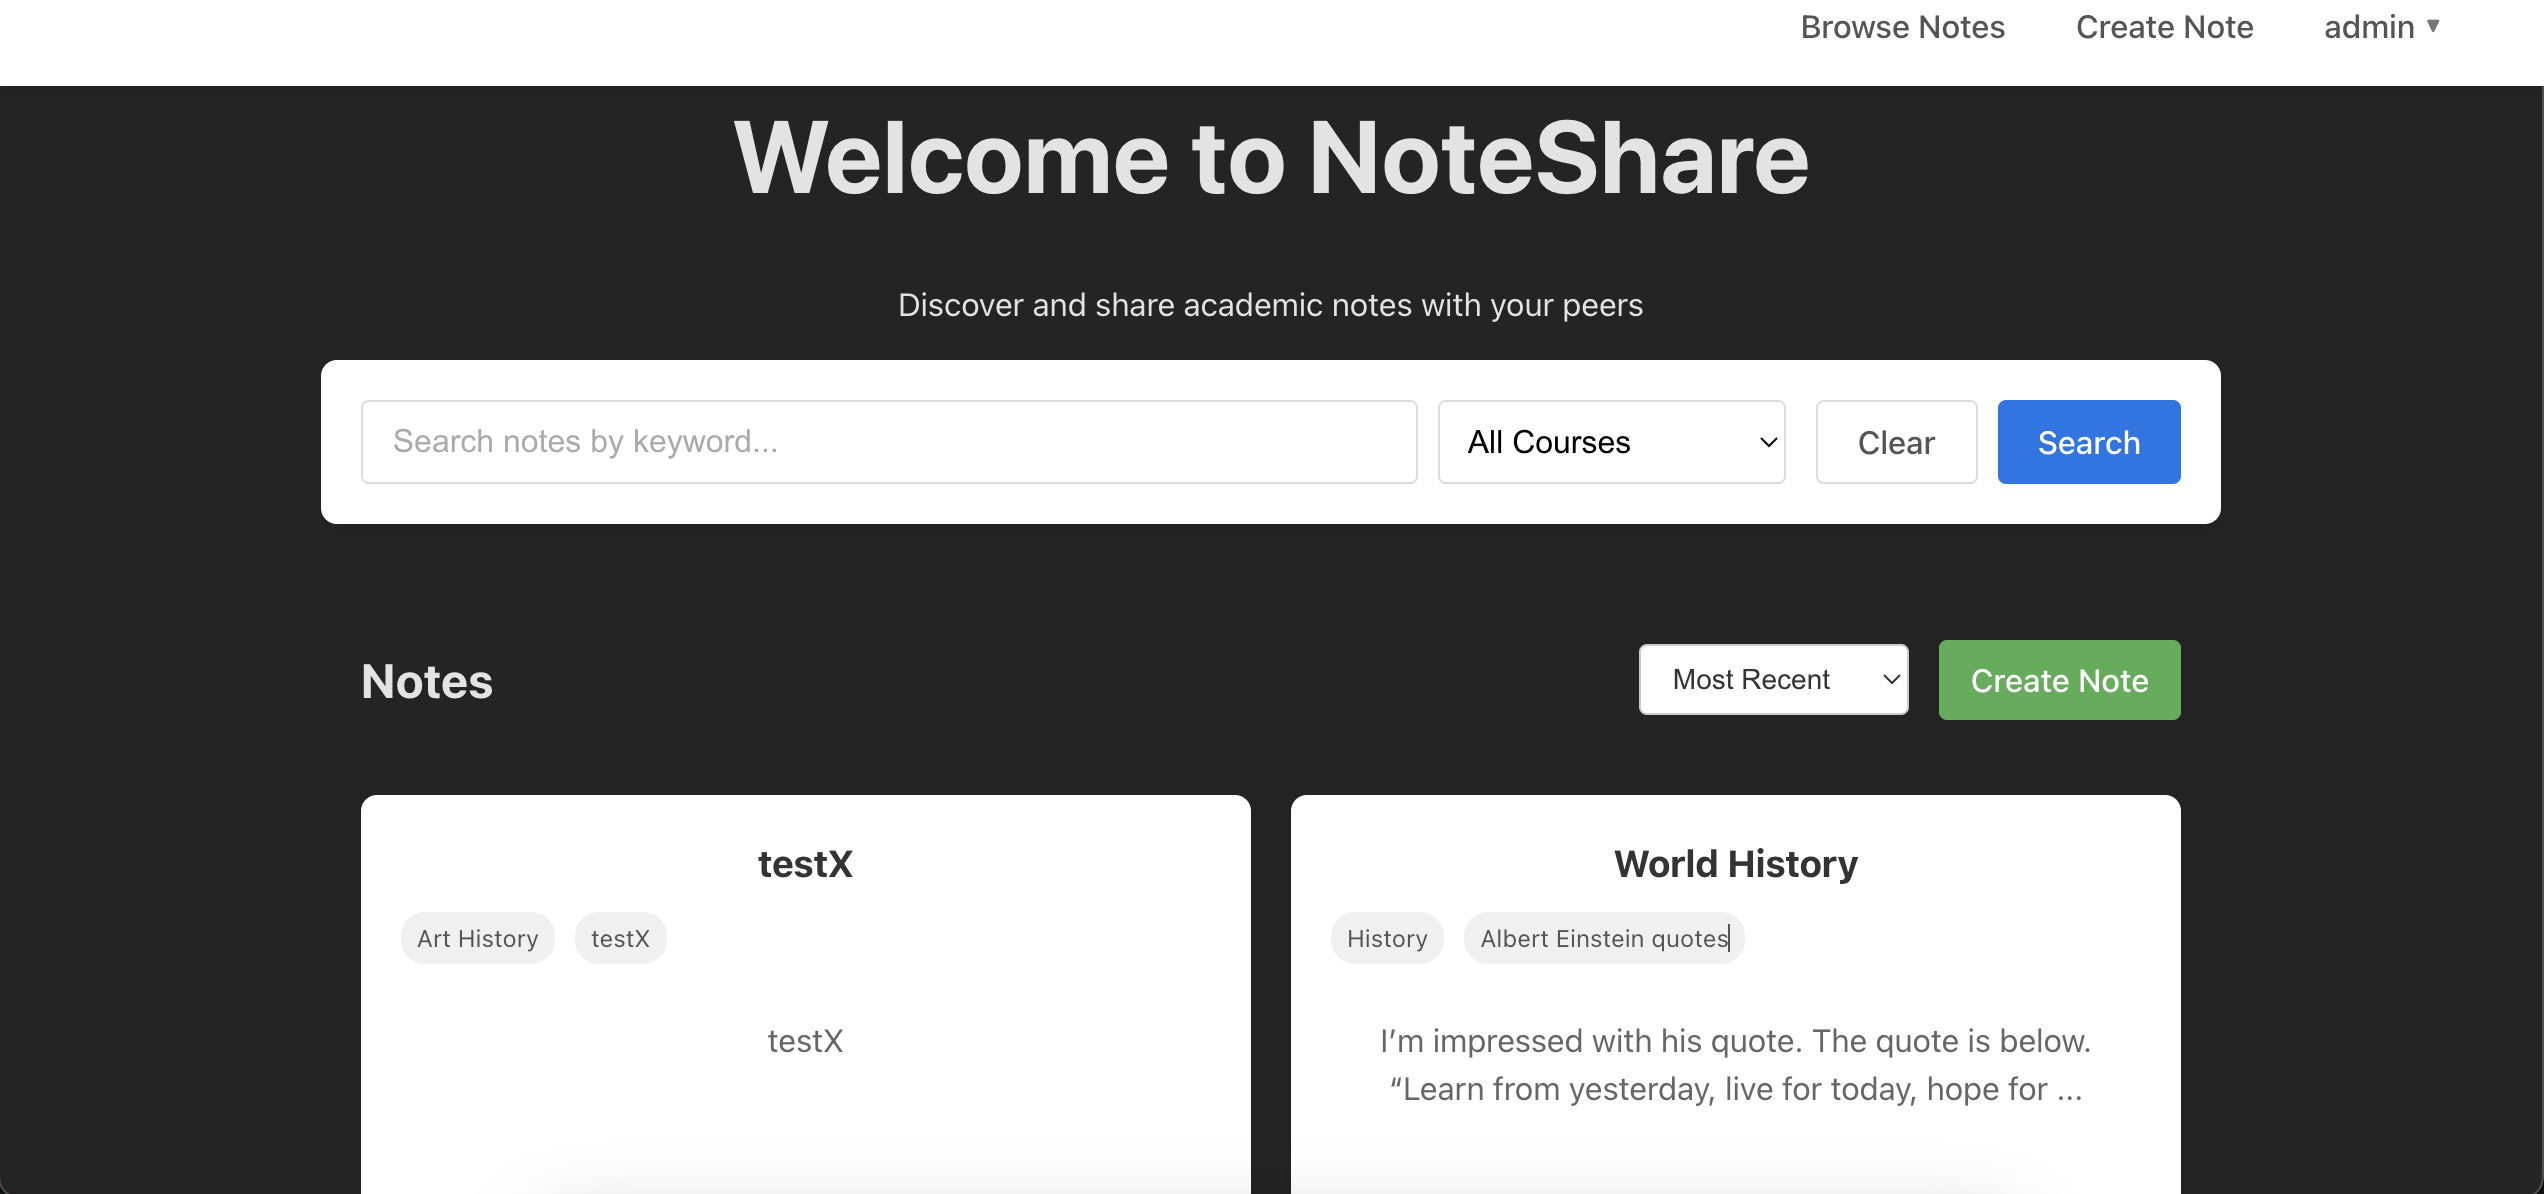 Browse Notes Create Note admin ▼
Welcome to NoteShare
Discover and share academic notes with your peers
Search notes by keyword... All Courses Clear Search
Notes Most Recent Create Note
testX
Art History testX
testX
World History
History Albert Einstein quotes
I’m impressed with his quote. The quote is below.
“Learn from yesterday, live for today, hope for ...